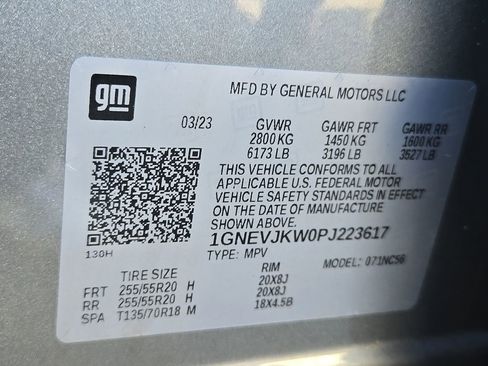 gm
MFD BY GENERAL MOTORS LLC
03/23 GVWR GAWR FRT GAWR RR
2800 KG 1450 KG 1600 KG
6173 LB 3196 LB 3527 LB
THIS VEHICLE CONFORMS TO ALL
APPLICABLE U.S. FEDERAL MOTOR
VEHICLE SAFETY STANDARDS IN EFFECT
ON THE DATE OF MANUFACTURE
SHOWN ABOVE.
1GNEVJKW0PJ223617
130H TYPE: MPV MODEL: 071NC56
TIRE SIZE RIM
FRT 255/55R20 H 20X8J
RR 255/55R20 H 20X8J
SPA T135/70R18 M 18X4.5B